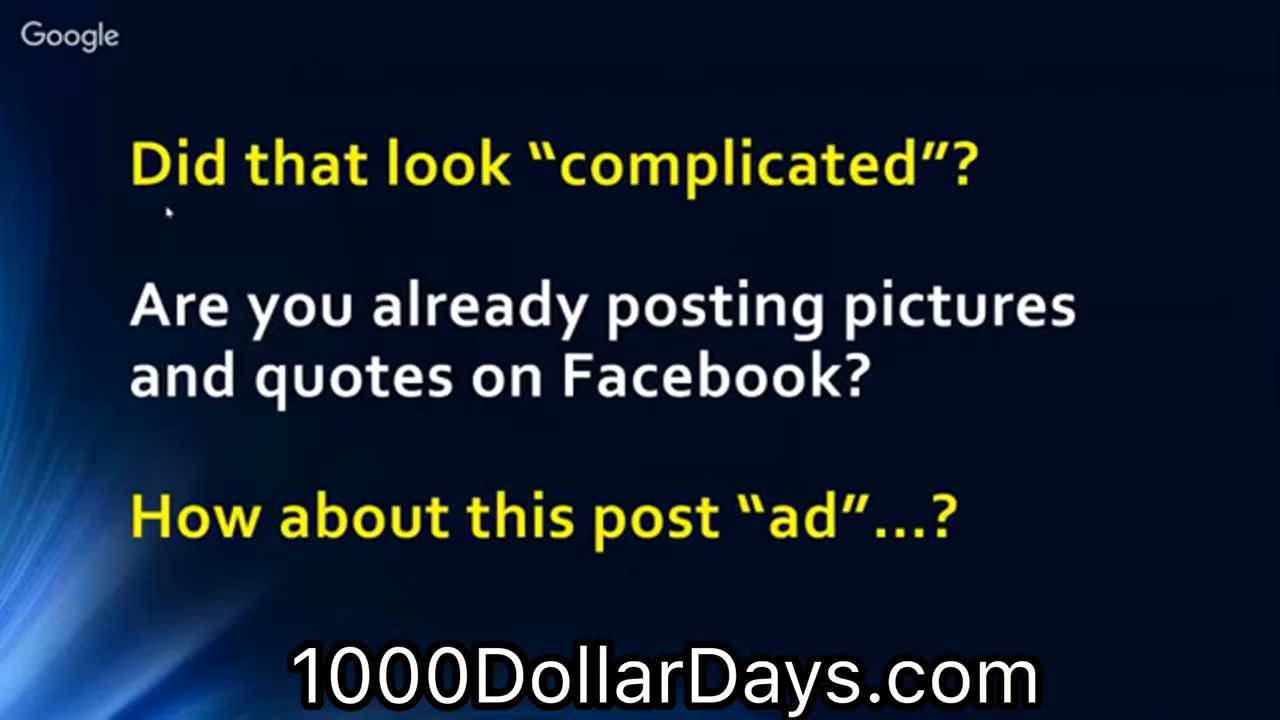 Google
Did that look “complicated”?
Are you already posting pictures
and quotes on Facebook?
How about this post “ad”...?
1000DollarDays.com